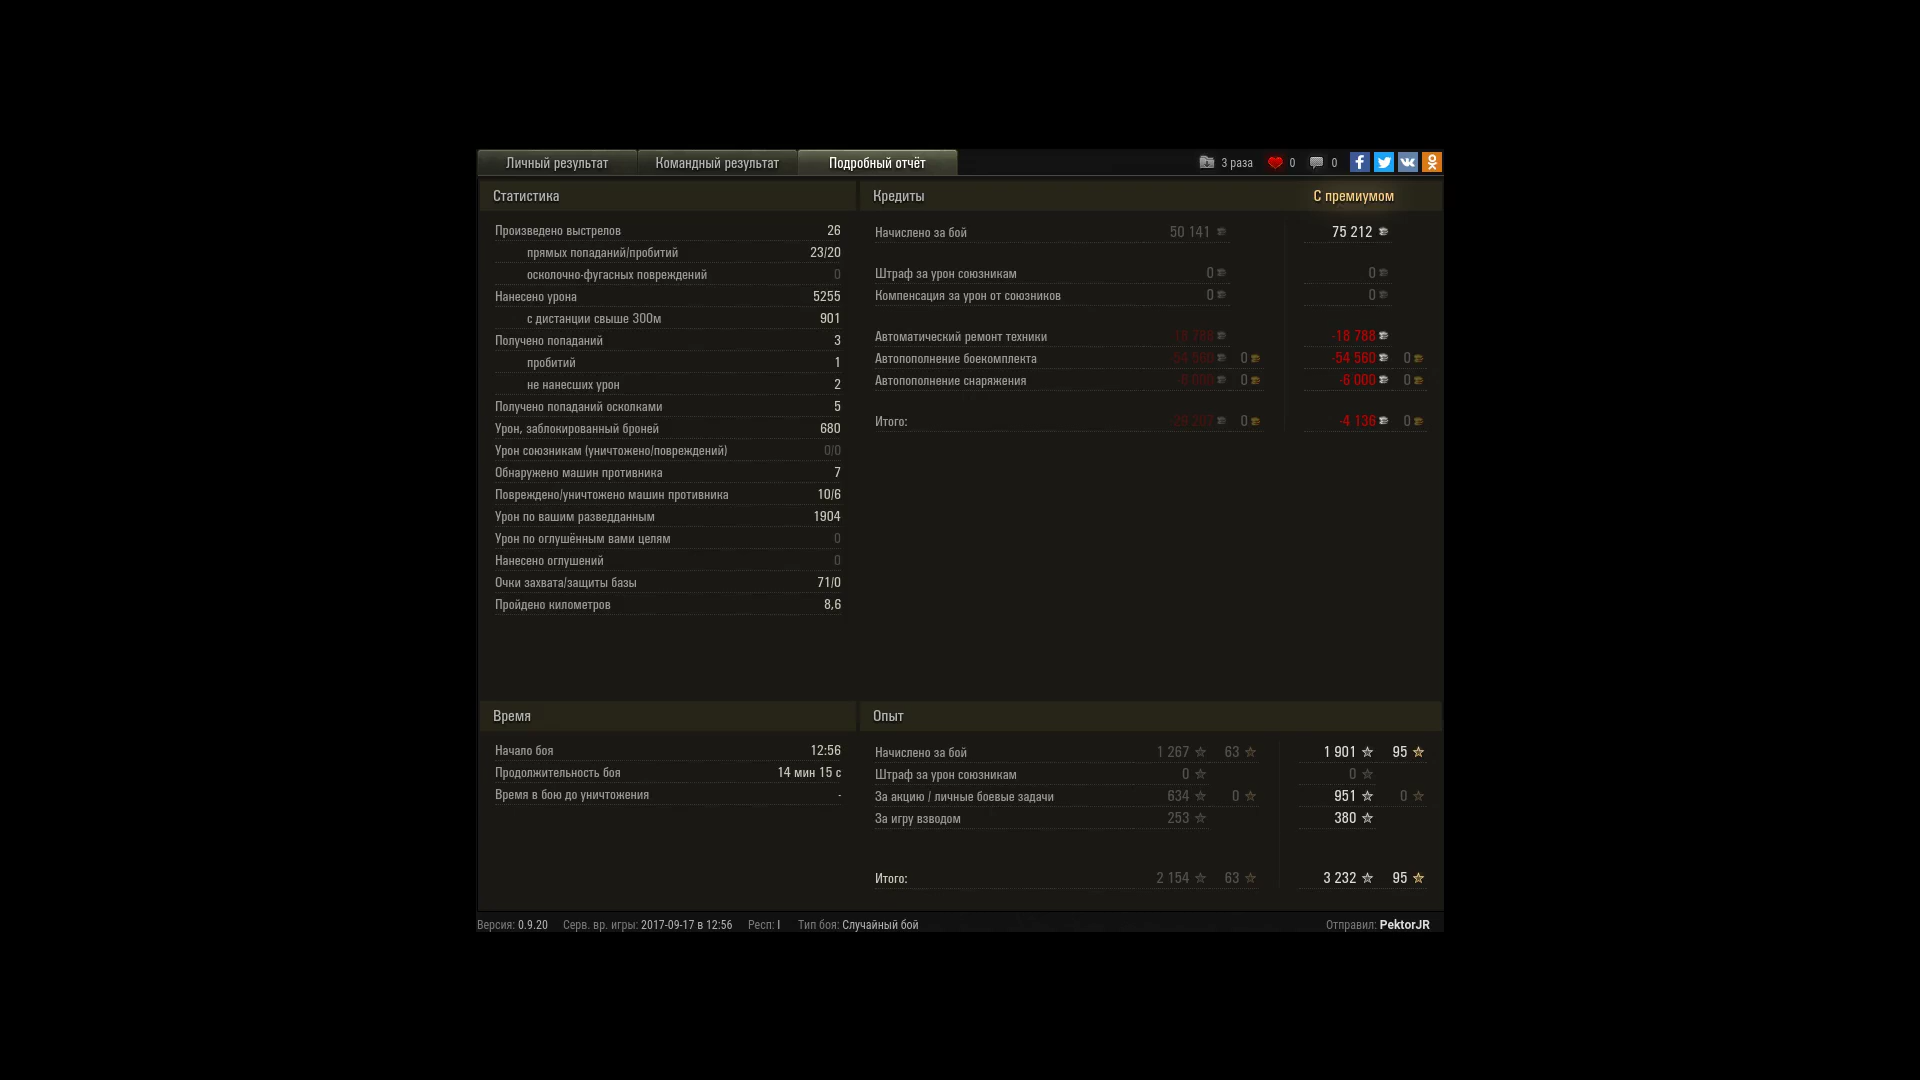 Личный результат Командный результат Подробный отчёт 3 раза 0 0
Статистика
Произведено выстрелов 26
прямых попаданий/пробитий 23/20
осколочно-фугасных повреждений 0
Нанесено урона 5255
с дистанции свыше 300м 901
Получено попаданий 3
пробитий 1
не нанесших урон 2
Получено попаданий осколками 5
Урон, заблокированный броней 680
Урон союзникам (уничтожено/повреждений) 0/0
Обнаружено машин противника 7
Повреждено/уничтожено машин противника 10/6
Урон по вашим разведданным 1904
Урон по оглушённым вами целям 0
Нанесено оглушений 0
Очки захвата/защиты базы 71/0
Пройдено километров 8,6
Кредиты С премиумом
Начислено за бой 50 141 75 212
Штраф за урон союзникам 0 0
Компенсация за урон от союзников 0 0
Автоматический ремонт техники -18 788 -18 788
Автопополнение боекомплекта -54 560 0 -54 560 0
Автопополнение снаряжения -6 000 0 -6 000 0
Итого: -29 207 0 -4 136 0
Время
Начало боя 12:56
Продолжительность боя 14 мин 15 с
Время в бою до уничтожения -
Опыт
Начислено за бой 1 267 63 1 901 95
Штраф за урон союзникам 0 0
За акцию / личные боевые задачи 634 0 951 0
За игру взводом 253 380
Итого: 2 154 63 3 232 95
Версия: 0.9.20 Серв. вр. игры: 2017-09-17 в 12:56 Респ: I Тип боя: Случайный бой Отправил: PektorJR